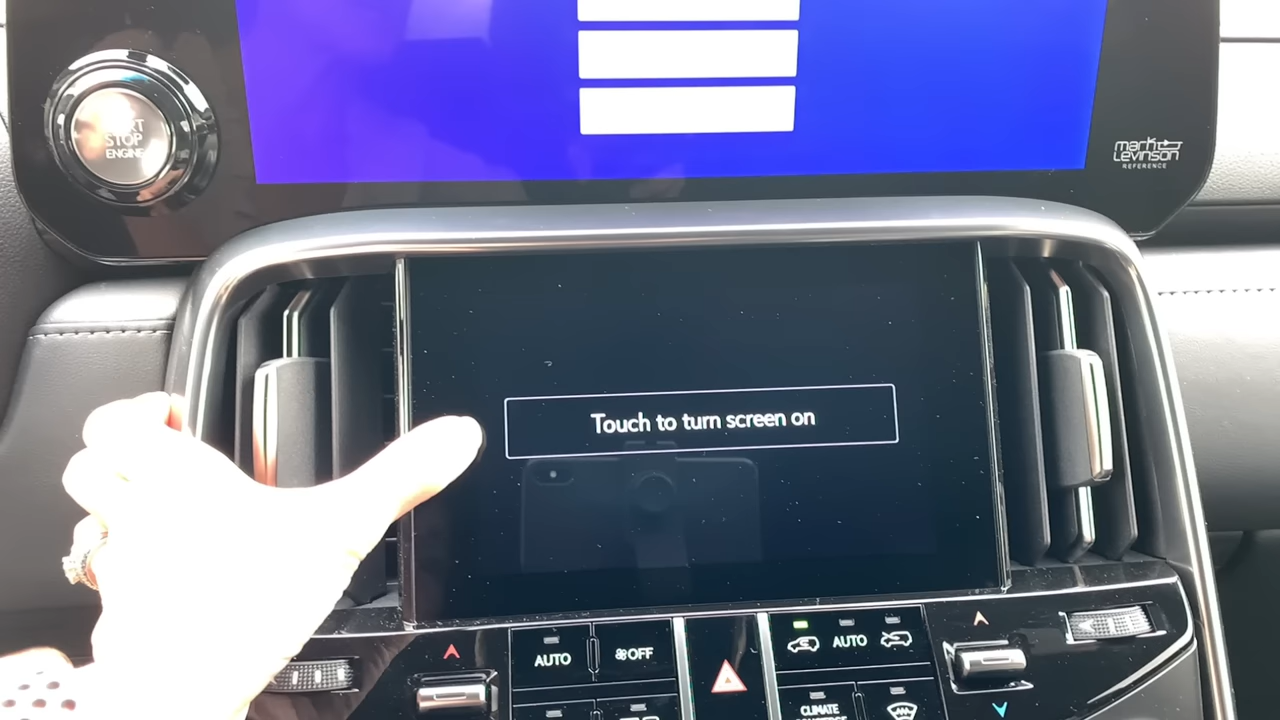 START
STOP
ENGINE
mark
Levinson
REFERENCE
Touch to turn screen on
AUTO
OFF
AUTO
CLIMATE